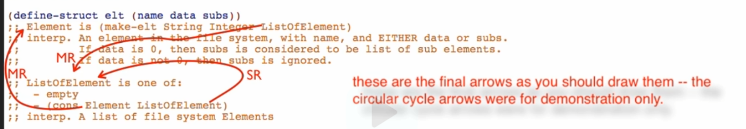 (define-struct elt (name data subs))
;; Element is (make-elt String Integer ListOfElement)
;; interp. An element in the file system, with name, and EITHER data or subs.
;; If data is 0, then subs is considered to be list of sub elements.
;; MR If data is not 0, then subs is ignored.
MR SR
;; ListOfElement is one of:
;; - empty
;; - (cons Element ListOfElement)
;; interp. A list of file system Elements
these are the final arrows as you should draw them -- the
circular cycle arrows were for demonstration only.